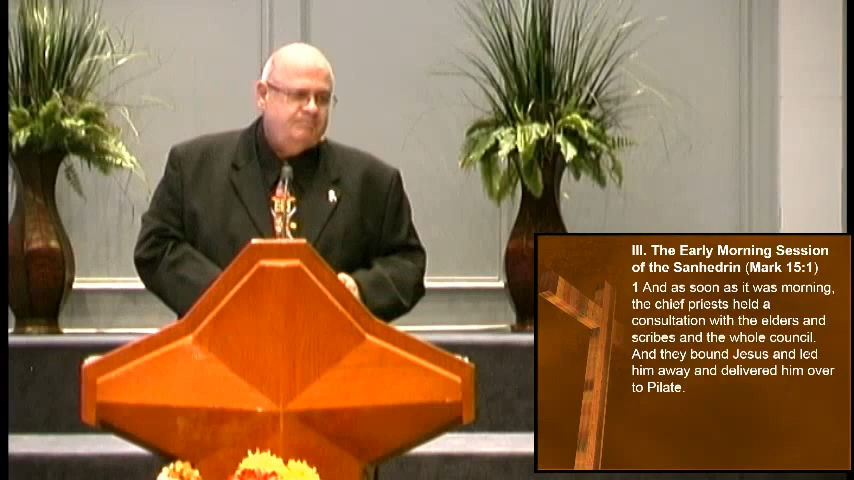 III. The Early Morning Session
of the Sanhedrin (Mark 15:1)
1 And as soon as it was morning,
the chief priests held a
consultation with the elders and
scribes and the whole council.
And they bound Jesus and led
him away and delivered him over
to Pilate.